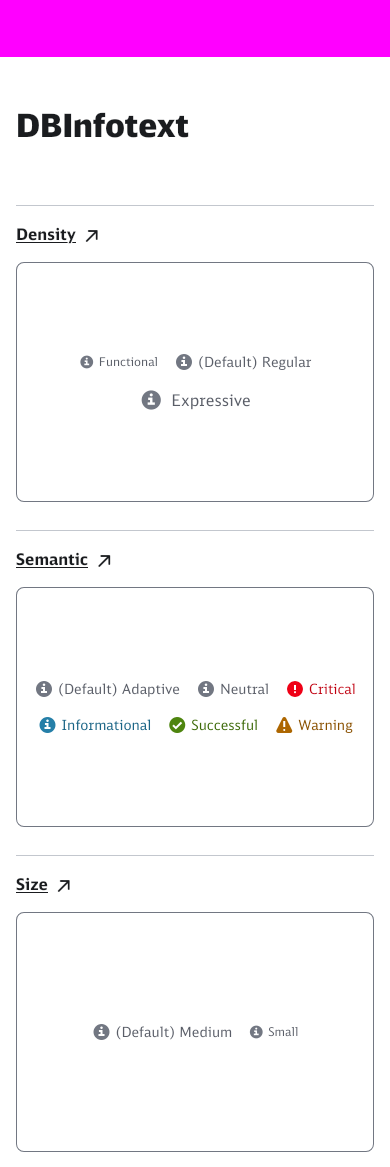 DBInfotext
Density
Functional (Default) Regular
Expressive
Semantic
(Default) Adaptive Neutral Critical
Informational Successful Warning
Size
(Default) Medium Small